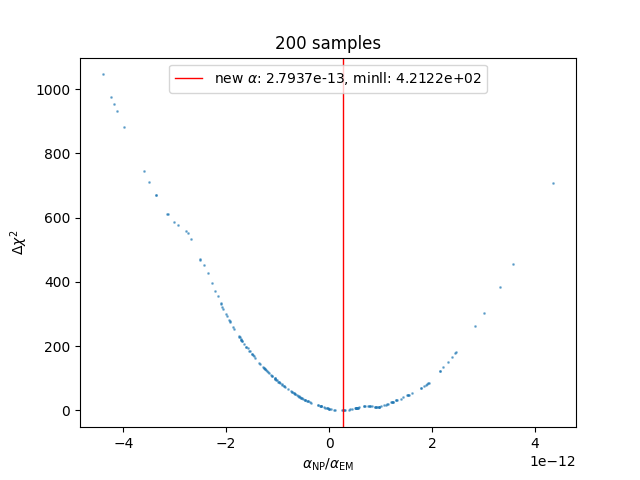 200 samples
new α: 2.7937e-13, minll: 4.2122e+02
1000
800
600
400
200
0
Δχ²
−4
−2
0
2
4
1e−12
α_NP/α_EM